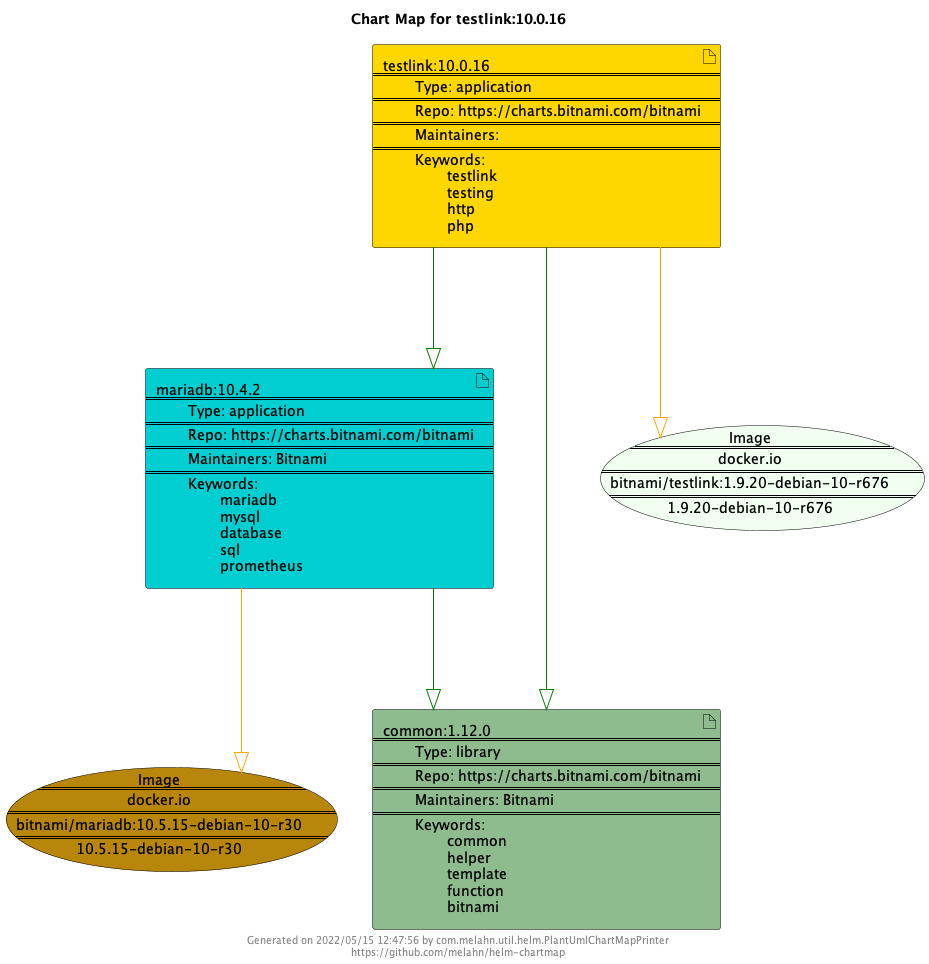 Chart Map for testlink:10.0.16
testlink:10.0.16
Type: application
Repo: https://charts.bitnami.com/bitnami
Maintainers:
Keywords:
testlink
testing
http
php
mariadb:10.4.2
Type: application
Repo: https://charts.bitnami.com/bitnami
Maintainers: Bitnami
Keywords:
mariadb
mysql
database
sql
prometheus
Image
docker.io
bitnami/testlink:1.9.20-debian-10-r676
1.9.20-debian-10-r676
common:1.12.0
Type: library
Repo: https://charts.bitnami.com/bitnami
Maintainers: Bitnami
Keywords:
common
helper
template
function
bitnami
Image
docker.io
bitnami/mariadb:10.5.15-debian-10-r30
10.5.15-debian-10-r30
Generated on 2022/05/15 12:47:56 by com.melahn.util.helm.PlantUmlChartMapPrinter
https://github.com/melahn/helm-chartmap